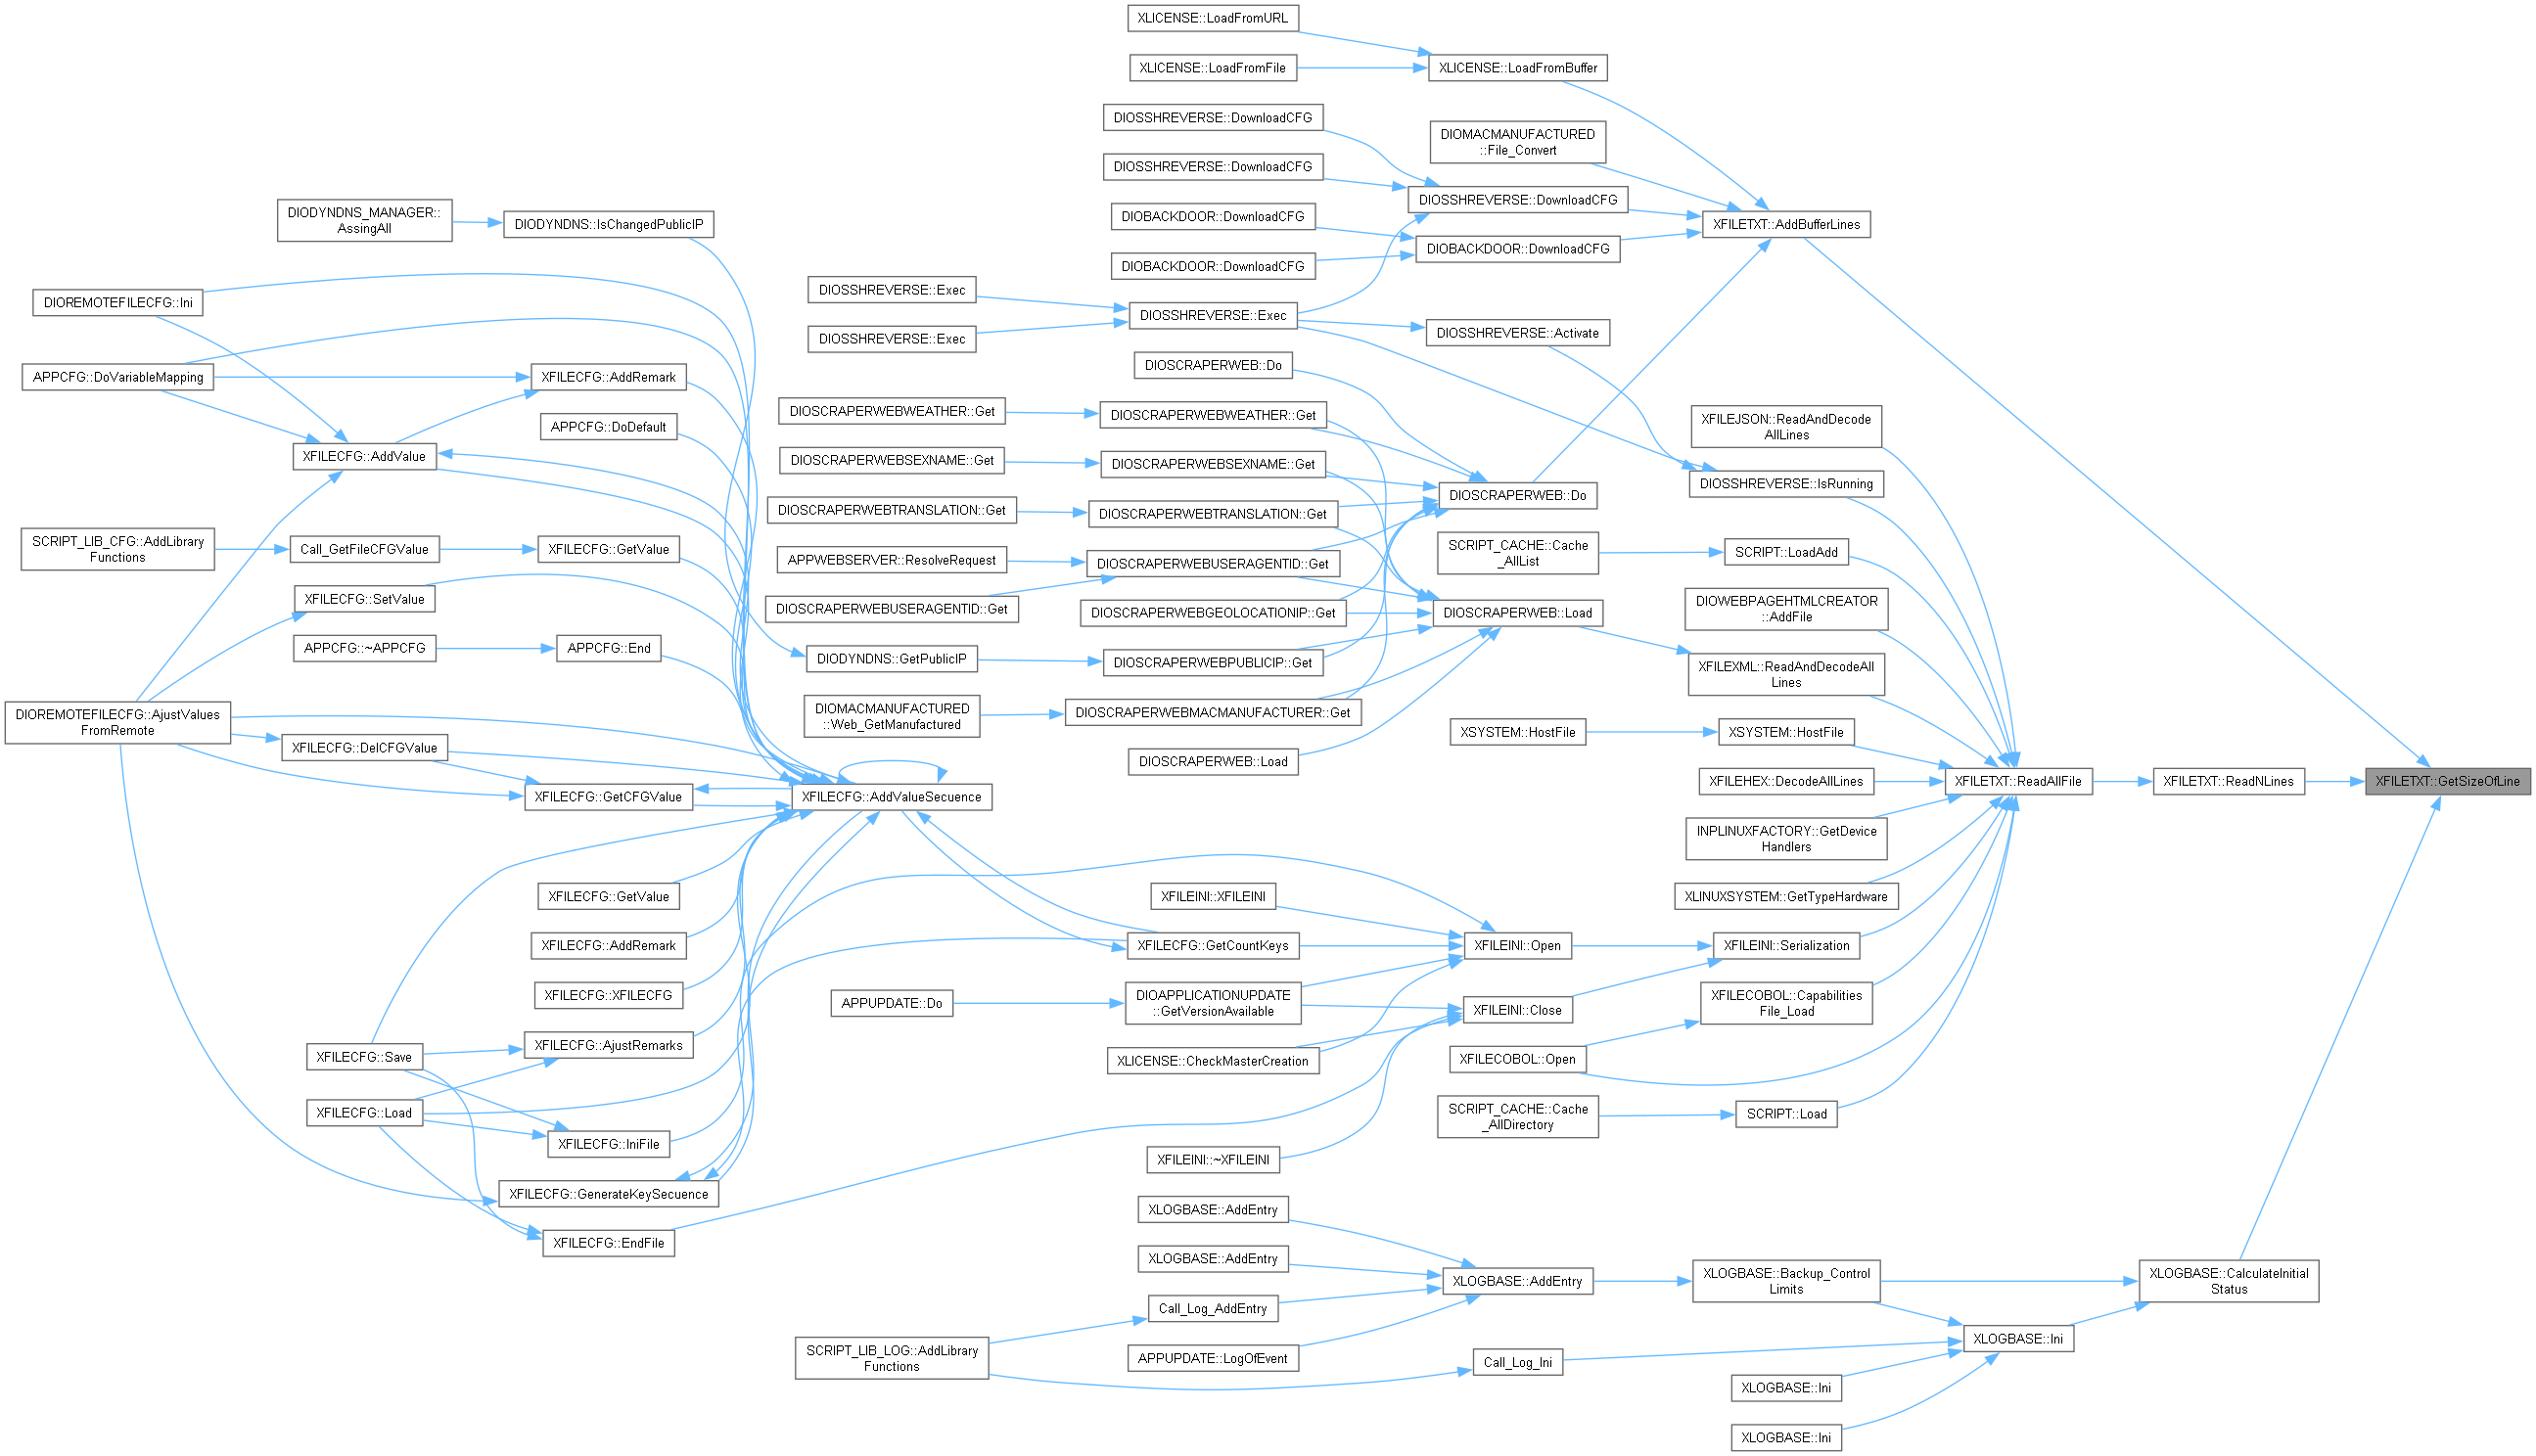 XLICENSE::LoadFromURL
XLICENSE::LoadFromFile
XLICENSE::LoadFromBuffer
DIOSSHREVERSE::DownloadCFG
DIOMACMANUFACTURED
::File_Convert
DIOSSHREVERSE::DownloadCFG
DIOSSHREVERSE::DownloadCFG
DIODYNDNS_MANAGER::
AssingAll
DIODYNDNS::IsChangedPublicIP
DIOBACKDOOR::DownloadCFG
XFILETXT::AddBufferLines
DIOBACKDOOR::DownloadCFG
DIOBACKDOOR::DownloadCFG
DIOSSHREVERSE::Exec
DIOREMOTEFILECFG::Ini
DIOSSHREVERSE::Exec
DIOSSHREVERSE::Exec
DIOSSHREVERSE::Activate
DIOSCRAPERWEB::Do
APPCFG::DoVariableMapping
XFILECFG::AddRemark
DIOSCRAPERWEBWEATHER::Get
DIOSCRAPERWEBWEATHER::Get
XFILEJSON::ReadAndDecode
AllLines
APPCFG::DoDefault
XFILECFG::AddValue
DIOSCRAPERWEBSEXNAME::Get
DIOSCRAPERWEBSEXNAME::Get
DIOSSHREVERSE::IsRunning
DIOSCRAPERWEB::Do
DIOSCRAPERWEBTRANSLATION::Get
DIOSCRAPERWEBTRANSLATION::Get
SCRIPT_LIB_CFG::AddLibrary
Functions
Call_GetFileCFGValue
XFILECFG::GetValue
SCRIPT_CACHE::Cache
_AllList
SCRIPT::LoadAdd
APPWEBSERVER::ResolveRequest
DIOSCRAPERWEBUSERAGENTID::Get
XFILECFG::SetValue
DIOSCRAPERWEBUSERAGENTID::Get
DIOSCRAPERWEBGEOLOCATIONIP::Get
DIOSCRAPERWEB::Load
DIOWEBPAGEHTMLCREATOR
::AddFile
APPCFG::~APPCFG
APPCFG::End
DIODYNDNS::GetPublicIP
DIOSCRAPERWEBPUBLICIP::Get
XFILEXML::ReadAndDecodeAll
Lines
DIOREMOTEFILECFG::AjustValues
FromRemote
DIOMACMANUFACTURED
::Web_GetManufactured
DIOSCRAPERWEBMACMANUFACTURER::Get
XFILECFG::DelCFGValue
DIOSCRAPERWEB::Load
XSYSTEM::HostFile
XSYSTEM::HostFile
XFILECFG::GetCFGValue
XFILECFG::AddValueSecuence
XFILEHEX::DecodeAllLines
XFILETXT::ReadAllFile
XFILETXT::ReadNLines
XFILETXT::GetSizeOfLine
INPLINUXFACTORY::GetDevice
Handlers
XFILECFG::GetValue
XFILEINI::XFILEINI
XLINUXSYSTEM::GetTypeHardware
XFILECFG::AddRemark
XFILECFG::GetCountKeys
XFILEINI::Open
XFILEINI::Serialization
XFILECFG::XFILECFG
APPUPDATE::Do
DIOAPPLICATIONUPDATE
::GetVersionAvailable
XFILEINI::Close
XFILECOBOL::Capabilities
File_Load
XFILECFG::Save
XFILECFG::AjustRemarks
XLICENSE::CheckMasterCreation
XFILECOBOL::Open
XFILECFG::Load
SCRIPT_CACHE::Cache
_AllDirectory
SCRIPT::Load
XFILECFG::IniFile
XFILEINI::~XFILEINI
XFILECFG::GenerateKeySecuence
XLOGBASE::AddEntry
XFILECFG::EndFile
XLOGBASE::AddEntry
XLOGBASE::AddEntry
XLOGBASE::Backup_Control
Limits
XLOGBASE::CalculateInitial
Status
Call_Log_AddEntry
XLOGBASE::Ini
SCRIPT_LIB_LOG::AddLibrary
Functions
APPUPDATE::LogOfEvent
Call_Log_Ini
XLOGBASE::Ini
XLOGBASE::Ini